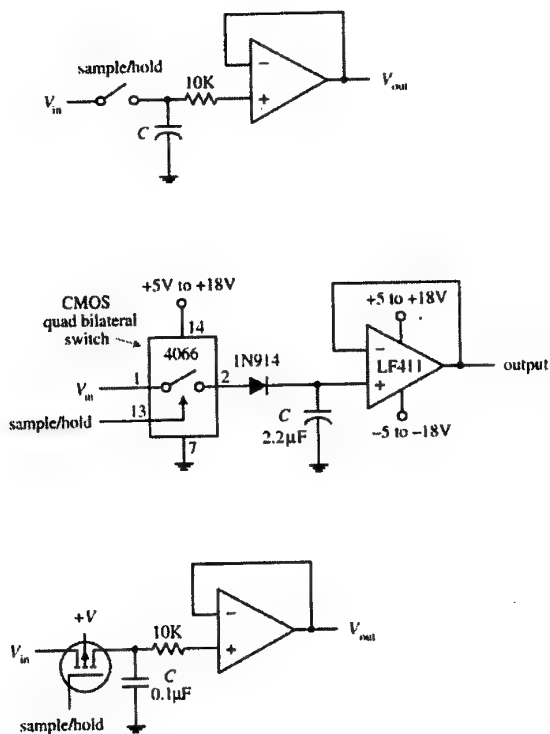 sample/hold
10K
V_in
C
−
+
V_out
CMOS
quad bilateral
switch
+5V to +18V
14
4066
V_in
1
2
1N914
sample/hold
13
7
C
2.2µF
+5 to +18V
−
LF411
+
−5 to −18V
output
+V
V_in
10K
C
0.1µF
−
+
V_out
sample/hold